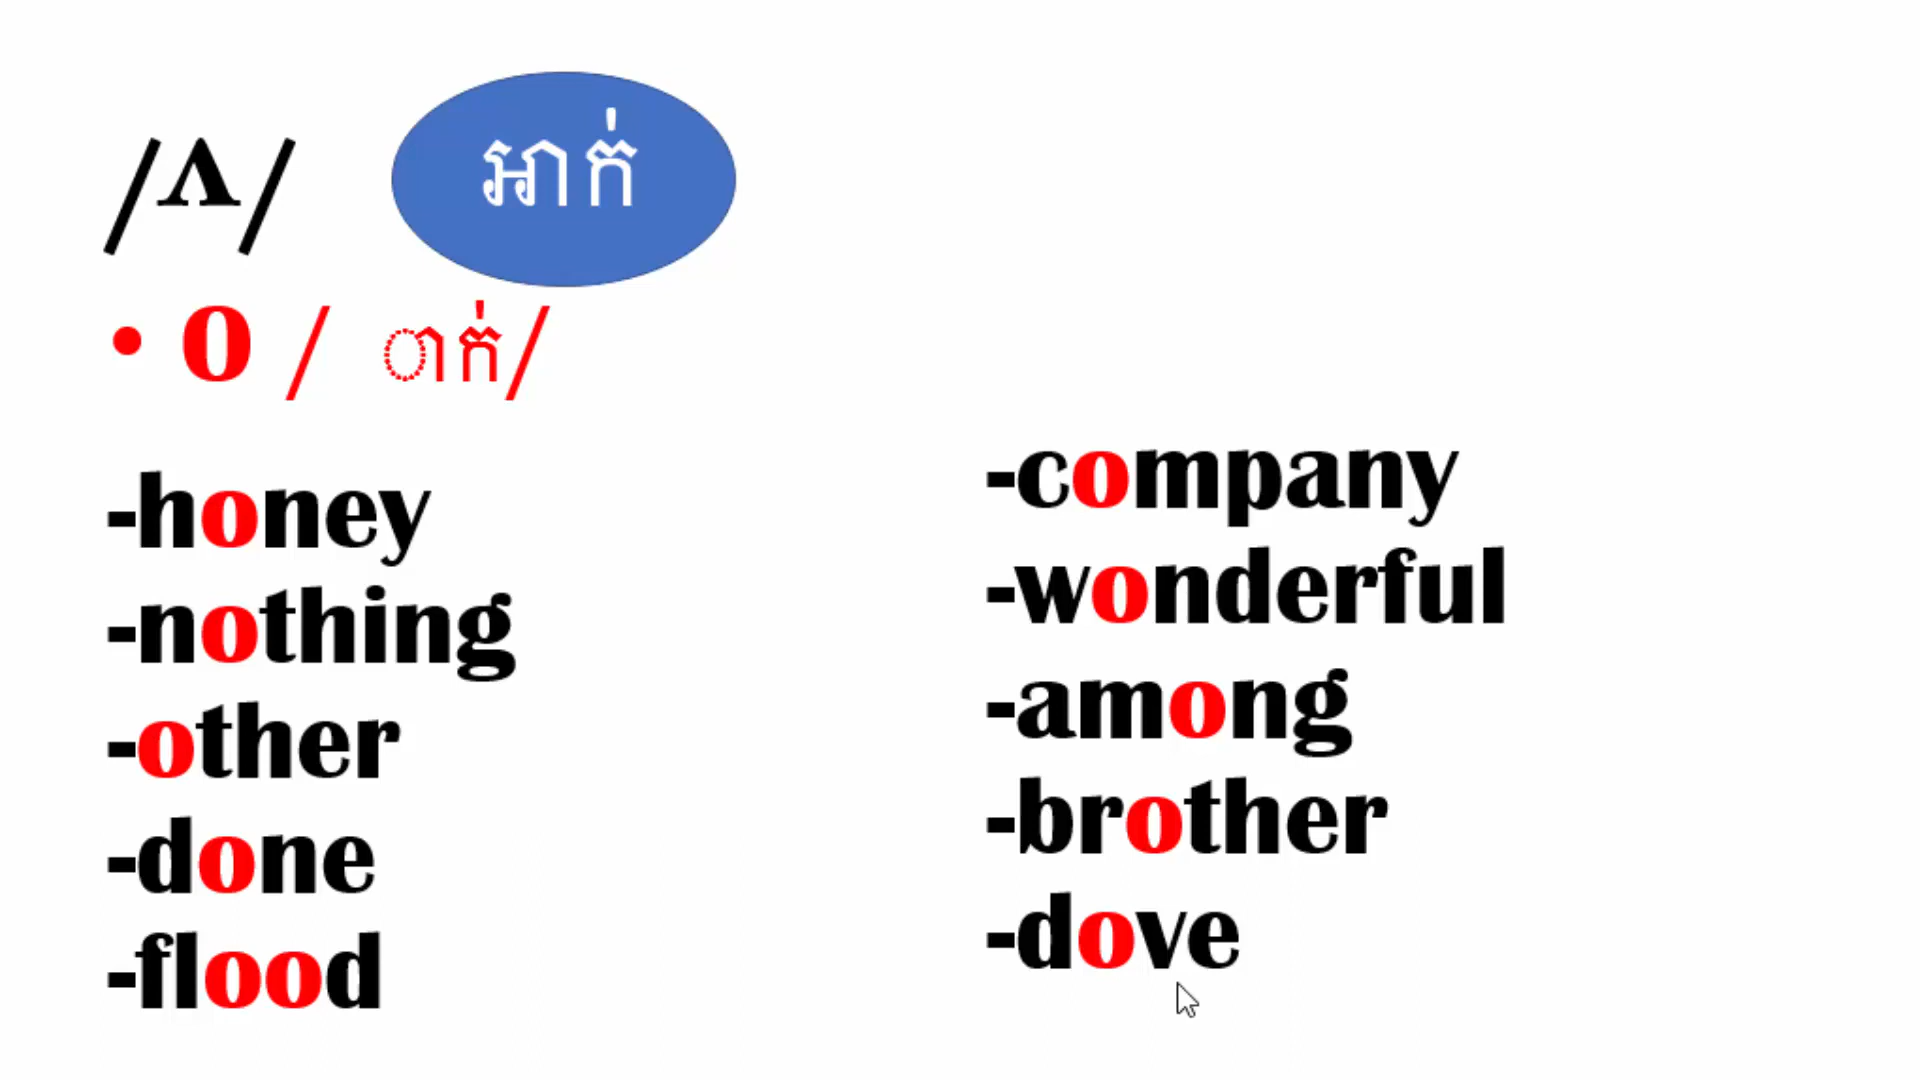 /ʌ/ អាក់
• o / ាក់/
-honey
-nothing
-other
-done
-flood
-company
-wonderful
-among
-brother
-dove